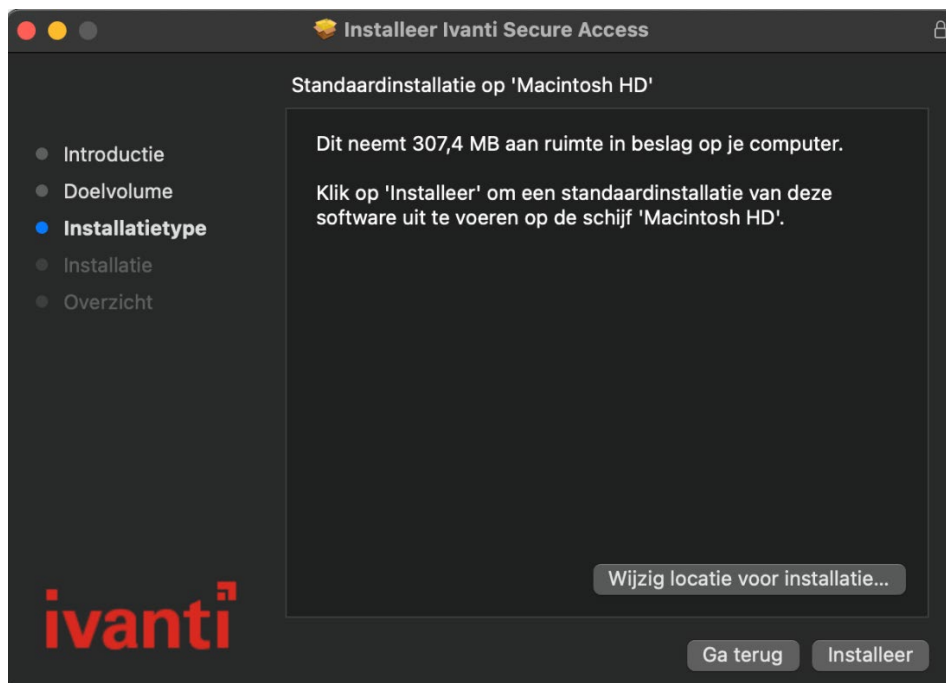 Installeer Ivanti Secure Access
Standaardinstallatie op 'Macintosh HD'
Introductie
Doelvolume
Installatietype
Installatie
Overzicht
Dit neemt 307,4 MB aan ruimte in beslag op je computer.
Klik op 'Installeer' om een standaardinstallatie van deze
software uit te voeren op de schijf 'Macintosh HD'.
Wijzig locatie voor installatie...
ivanti
Ga terug
Installeer